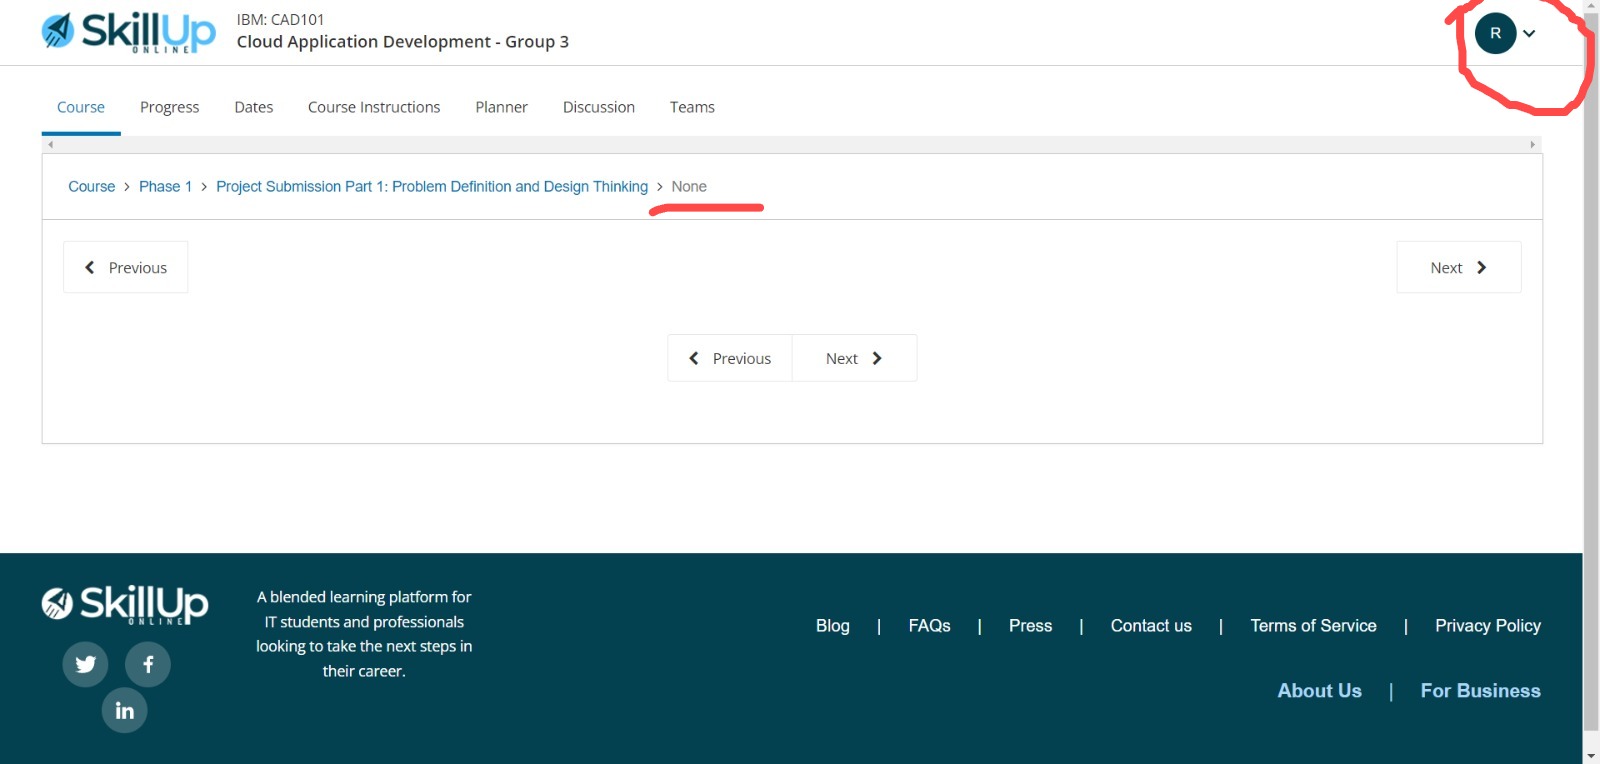 SkillUp
ONLINE
IBM: CAD101
Cloud Application Development - Group 3
R
Course Progress Dates Course Instructions Planner Discussion Teams
Course > Phase 1 > Project Submission Part 1: Problem Definition and Design Thinking > None
Previous Next
Previous Next
SkillUp
ONLINE
A blended learning platform for
IT students and professionals
looking to take the next steps in
their career.
Blog | FAQs | Press | Contact us | Terms of Service | Privacy Policy
About Us | For Business